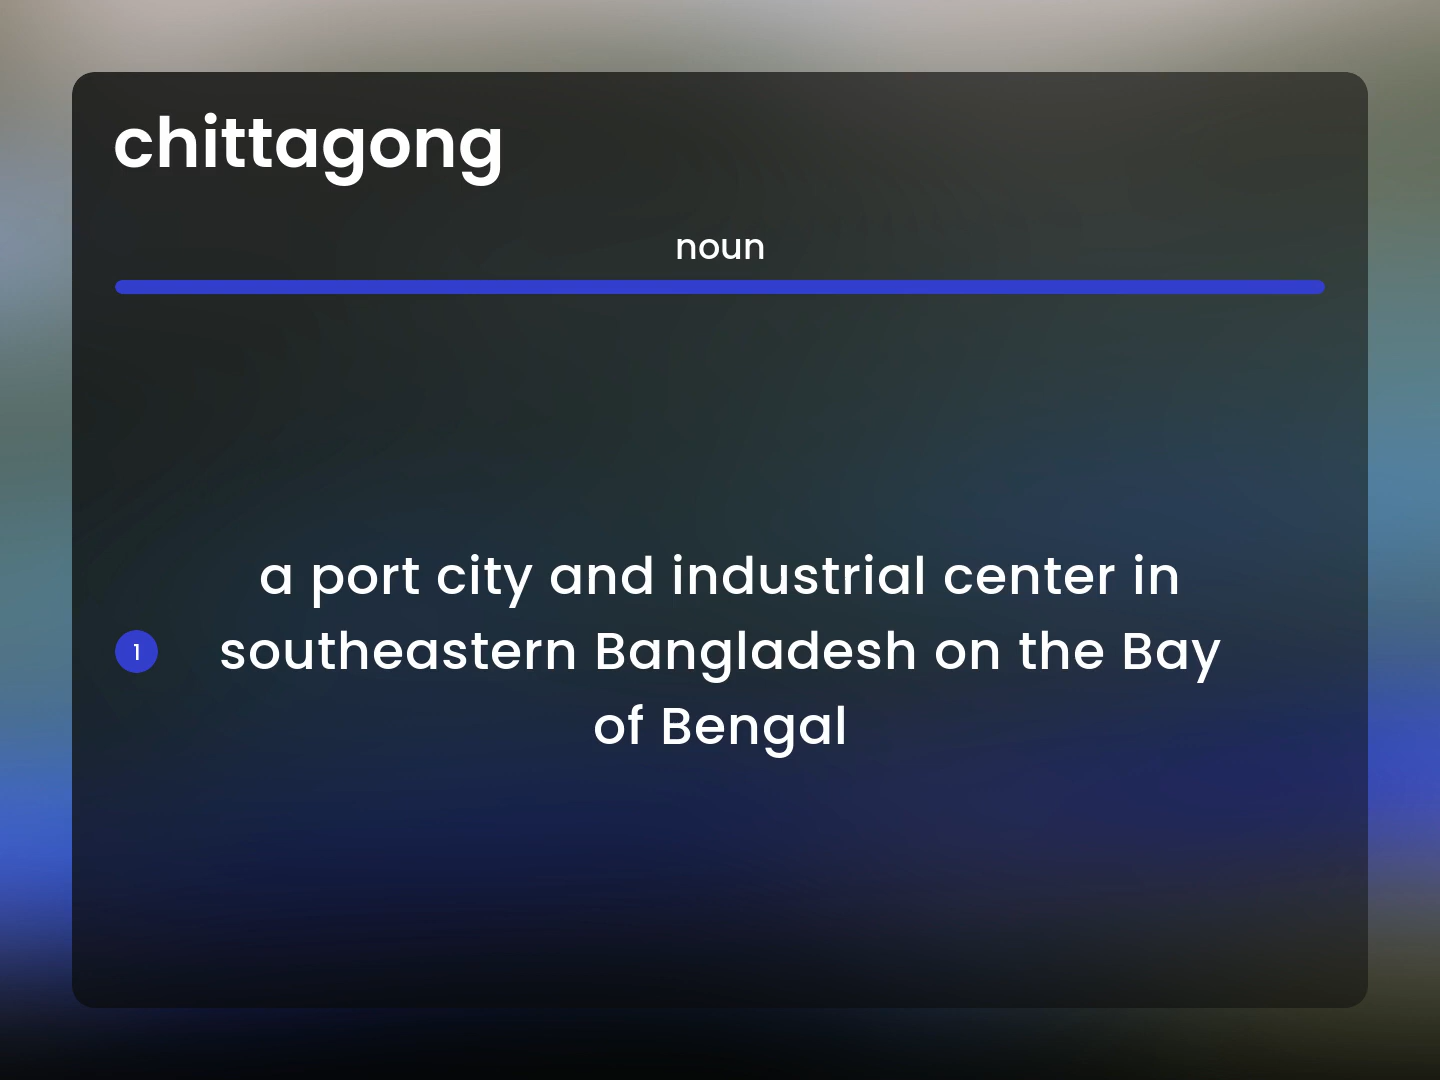 chittagong
noun
1
a port city and industrial center in
southeastern Bangladesh on the Bay
of Bengal